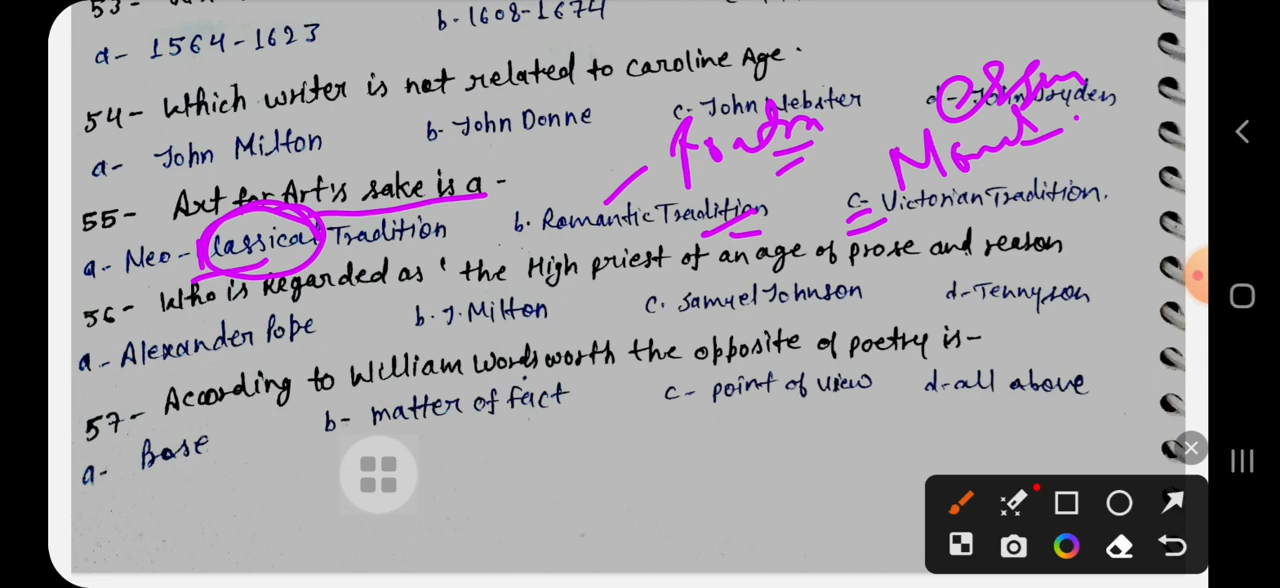 53-
a- 1564-1623 b-1608-1674
54- Which writer is not related to Caroline Age.
a- John Milton b- John Donne c- John Webster d- John Dryden
55- Art for Art's sake is a -
a- Neo-Classical Tradition b. Romantic Tradition c- Victorian Tradition.
56- Who is Regarded as ' the High priest of an age of prose and reason
a- Alexander Pope b. J. Milton c. Samuel Johnson d- Tennyson
57- According to William Wordsworth the opposite of poetry is-
a- Base b- matter of fact c- point of view d- all above